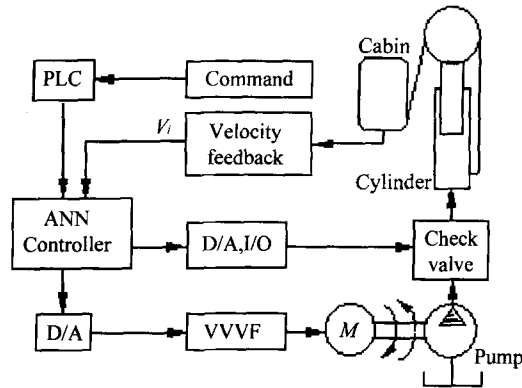 Cabin
PLC
Command
Vi
Velocity
feedback
Cylinder
ANN
Controller
D/A,I/O
Check
valve
D/A
VVVF
M
Pump